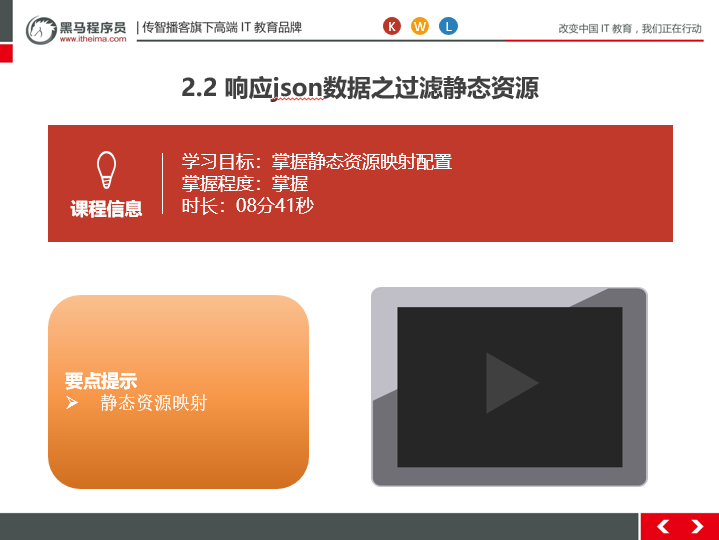 黑马程序员
www.itheima.com
传智播客旗下高端 IT 教育品牌
K W L
改变中国 IT 教育，我们正在行动
2.2 响应json数据之过滤静态资源
课程信息
学习目标：掌握静态资源映射配置
掌握程度：掌握
时长：08分41秒
要点提示
➢ 静态资源映射